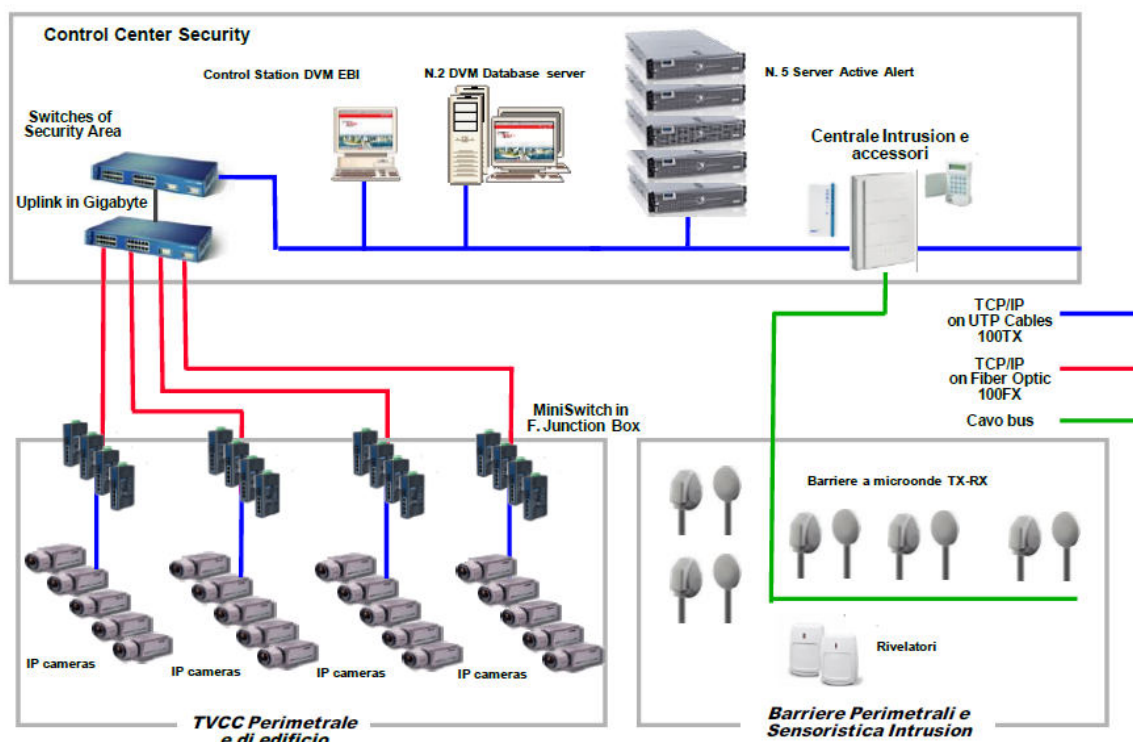 Control Center Security
Control Station DVM EBI
N.2 DVM Database server
N. 5 Server Active Alert
Switches of
Security Area
Centrale Intrusion e
accessori
Uplink in Gigabyte
TCP/IP
on UTP Cables
100TX
TCP/IP
on Fiber Optic
100FX
Cavo bus
MiniSwitch in
F. Junction Box
Barriere a microonde TX-RX
Rivelatori
IP cameras
IP cameras
IP cameras
IP cameras
TVCC Perimetrale
e di edificio
Barriere Perimetrali e
Sensoristica Intrusion